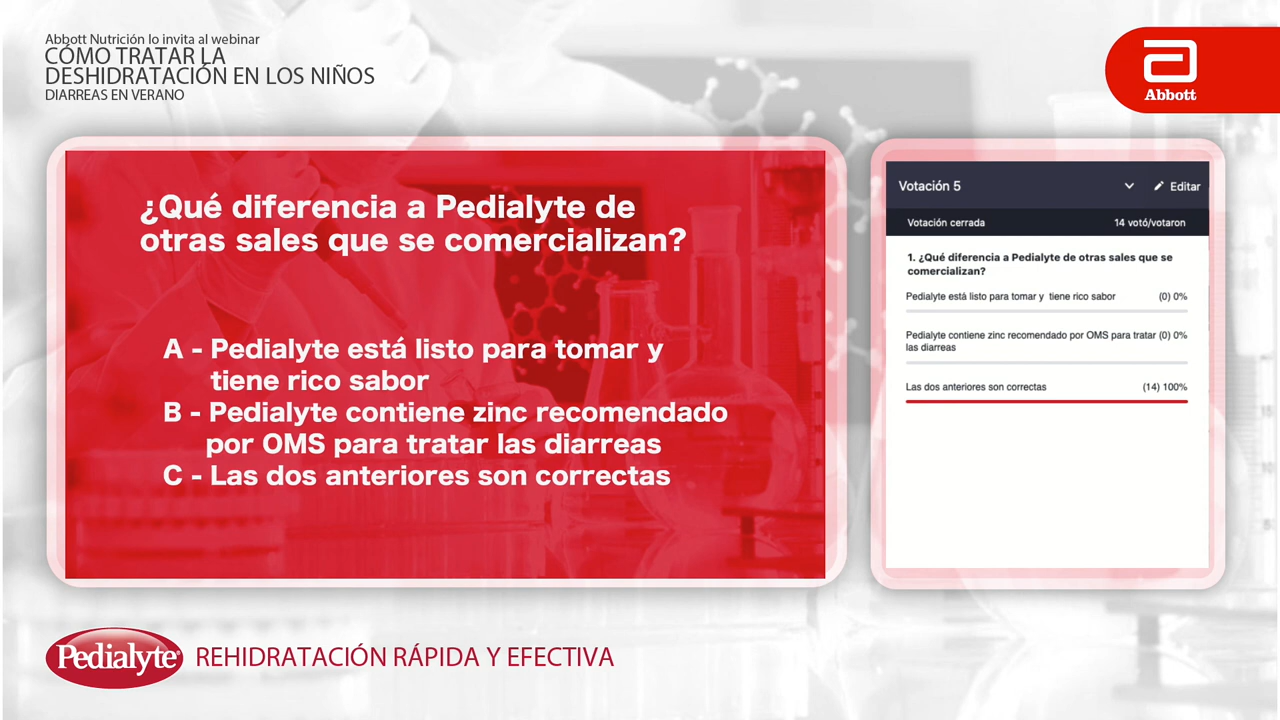 Abbott Nutrición lo invita al webinar
CÓMO TRATAR LA
DESHIDRATACIÓN EN LOS NIÑOS
DIARREAS EN VERANO
Abbott
¿Qué diferencia a Pedialyte de
otras sales que se comercializan?
A - Pedialyte está listo para tomar y
tiene rico sabor
B - Pedialyte contiene zinc recomendado
por OMS para tratar las diarreas
C - Las dos anteriores son correctas
Votación 5
Editar
Votación cerrada 14 votó/votaron
1. ¿Qué diferencia a Pedialyte de otras sales que se
comercializan?
Pedialyte está listo para tomar y tiene rico sabor (0) 0%
Pedialyte contiene zinc recomendado por OMS para tratar (0) 0%
las diarreas
Las dos anteriores son correctas (14) 100%
Pedialyte®
REHIDRATACIÓN RÁPIDA Y EFECTIVA